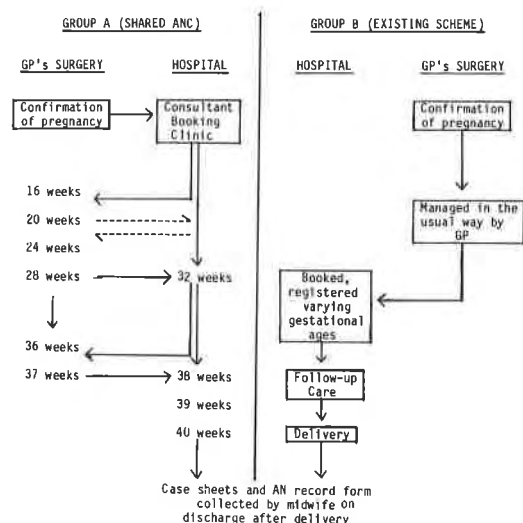 GROUP A (SHARED ANC)
GP's SURGERY
HOSPITAL
Confirmation
of pregnancy
Consultant
Booking
Clinic
16 weeks
20 weeks
24 weeks
28 weeks
32 weeks
36 weeks
37 weeks
38 weeks
39 weeks
40 weeks
GROUP B (EXISTING SCHEME)
HOSPITAL
GP's SURGERY
Confirmation
of pregnancy
Managed in the
usual way by
GP
Booked,
registered
varying
gestational
ages
Follow-up
Care
Delivery
Case sheets and AN record form
collected by midwife on
discharge after delivery